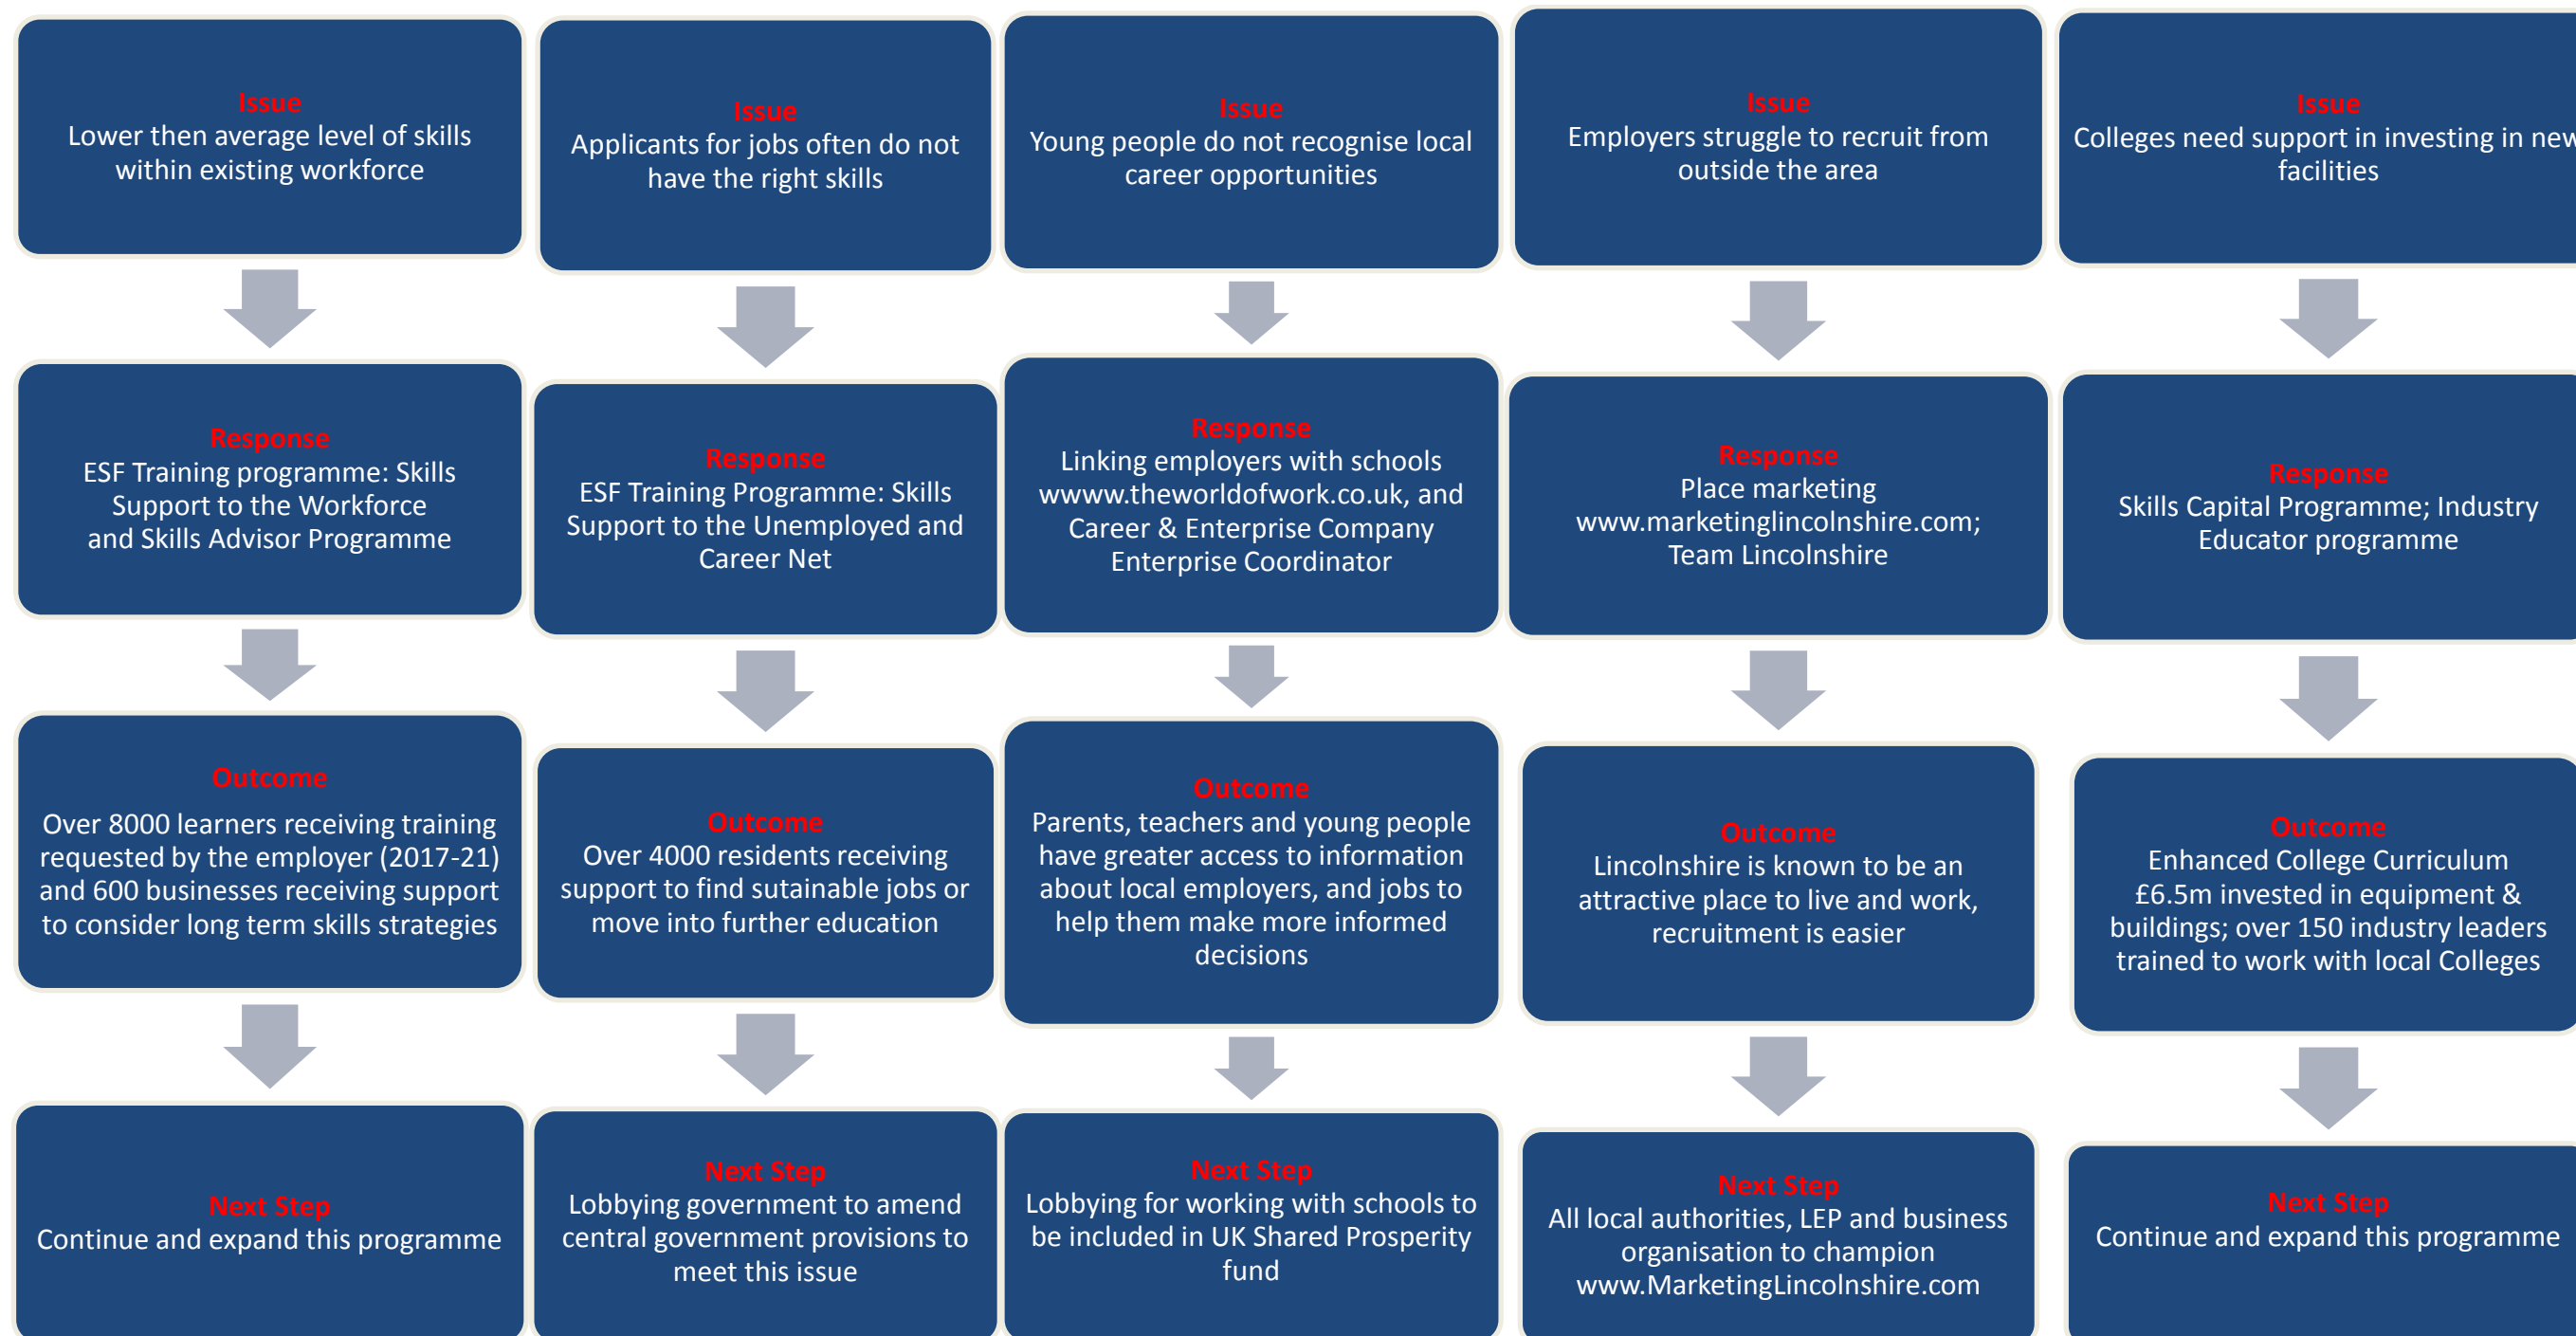 Issue
Lower then average level of skills
within existing workforce
Response
ESF Training programme: Skills
Support to the Workforce
and Skills Advisor Programme
Outcome
Over 8000 learners receiving training
requested by the employer (2017-21)
and 600 businesses receiving support
to consider long term skills strategies
Next Step
Continue and expand this programme
Issue
Applicants for jobs often do not
have the right skills
Response
ESF Training Programme: Skills
Support to the Unemployed and
Career Net
Outcome
Over 4000 residents receiving
support to find sutainable jobs or
move into further education
Next Step
Lobbying government to amend
central government provisions to
meet this issue
Issue
Young people do not recognise local
career opportunities
Response
Linking employers with schools
wwww.theworldofwork.co.uk, and
Career & Enterprise Company
Enterprise Coordinator
Outcome
Parents, teachers and young people
have greater access to information
about local employers, and jobs to
help them make more informed
decisions
Next Step
Lobbying for working with schools to
be included in UK Shared Prosperity
fund
Issue
Employers struggle to recruit from
outside the area
Response
Place marketing
www.marketinglincolnshire.com;
Team Lincolnshire
Outcome
Lincolnshire is known to be an
attractive place to live and work,
recruitment is easier
Next Step
All local authorities, LEP and business
organisation to champion
www.MarketingLincolnshire.com
Issue
Colleges need support in investing in new
facilities
Response
Skills Capital Programme; Industry
Educator programme
Outcome
Enhanced College Curriculum
£6.5m invested in equipment &
buildings; over 150 industry leaders
trained to work with local Colleges
Next Step
Continue and expand this programme